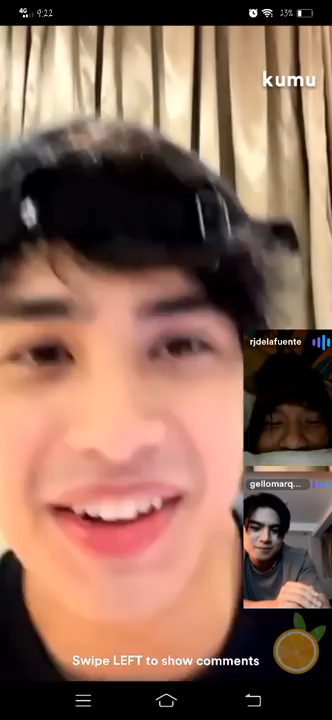 4G 9:22 23%
kumu
rjdelafuente
gellomarq...
Swipe LEFT to show comments